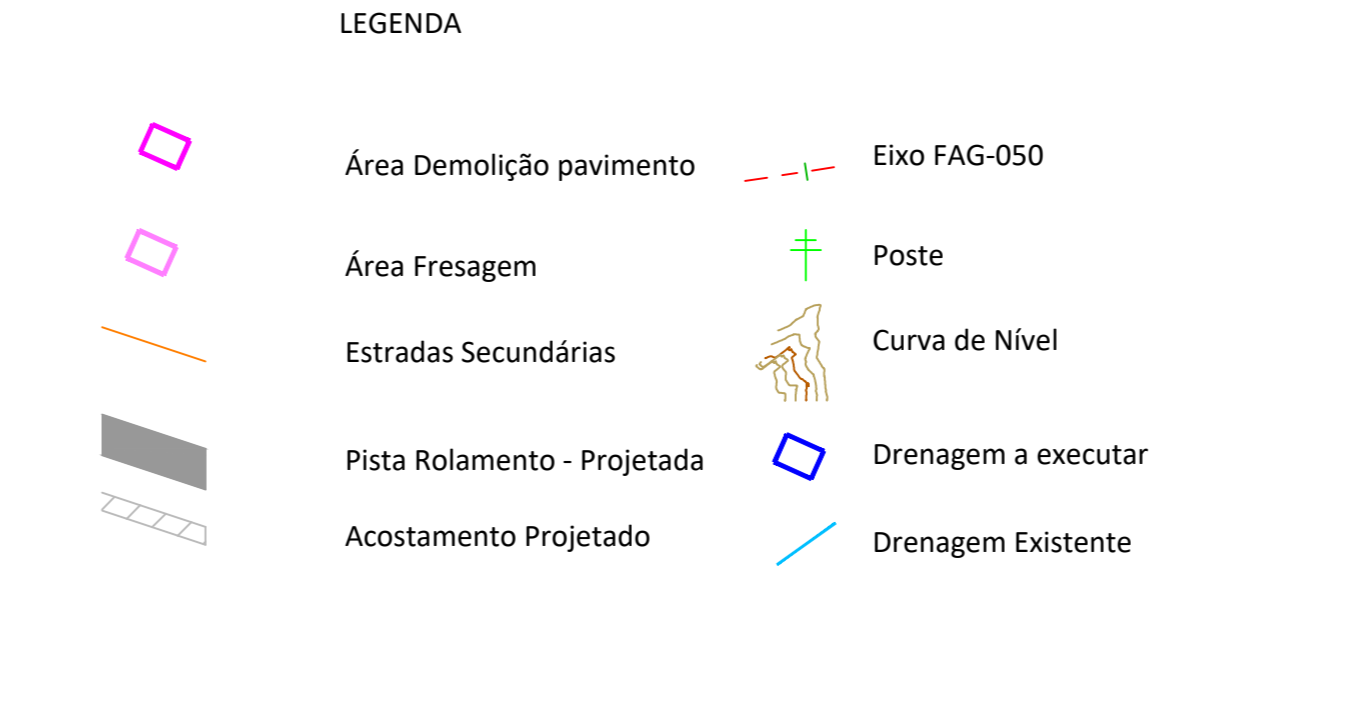 LEGENDA
Área Demolição pavimento
Área Fresagem
Estradas Secundárias
Pista Rolamento - Projetada
Acostamento Projetado
Eixo FAG-050
Poste
Curva de Nível
Drenagem a executar
Drenagem Existente